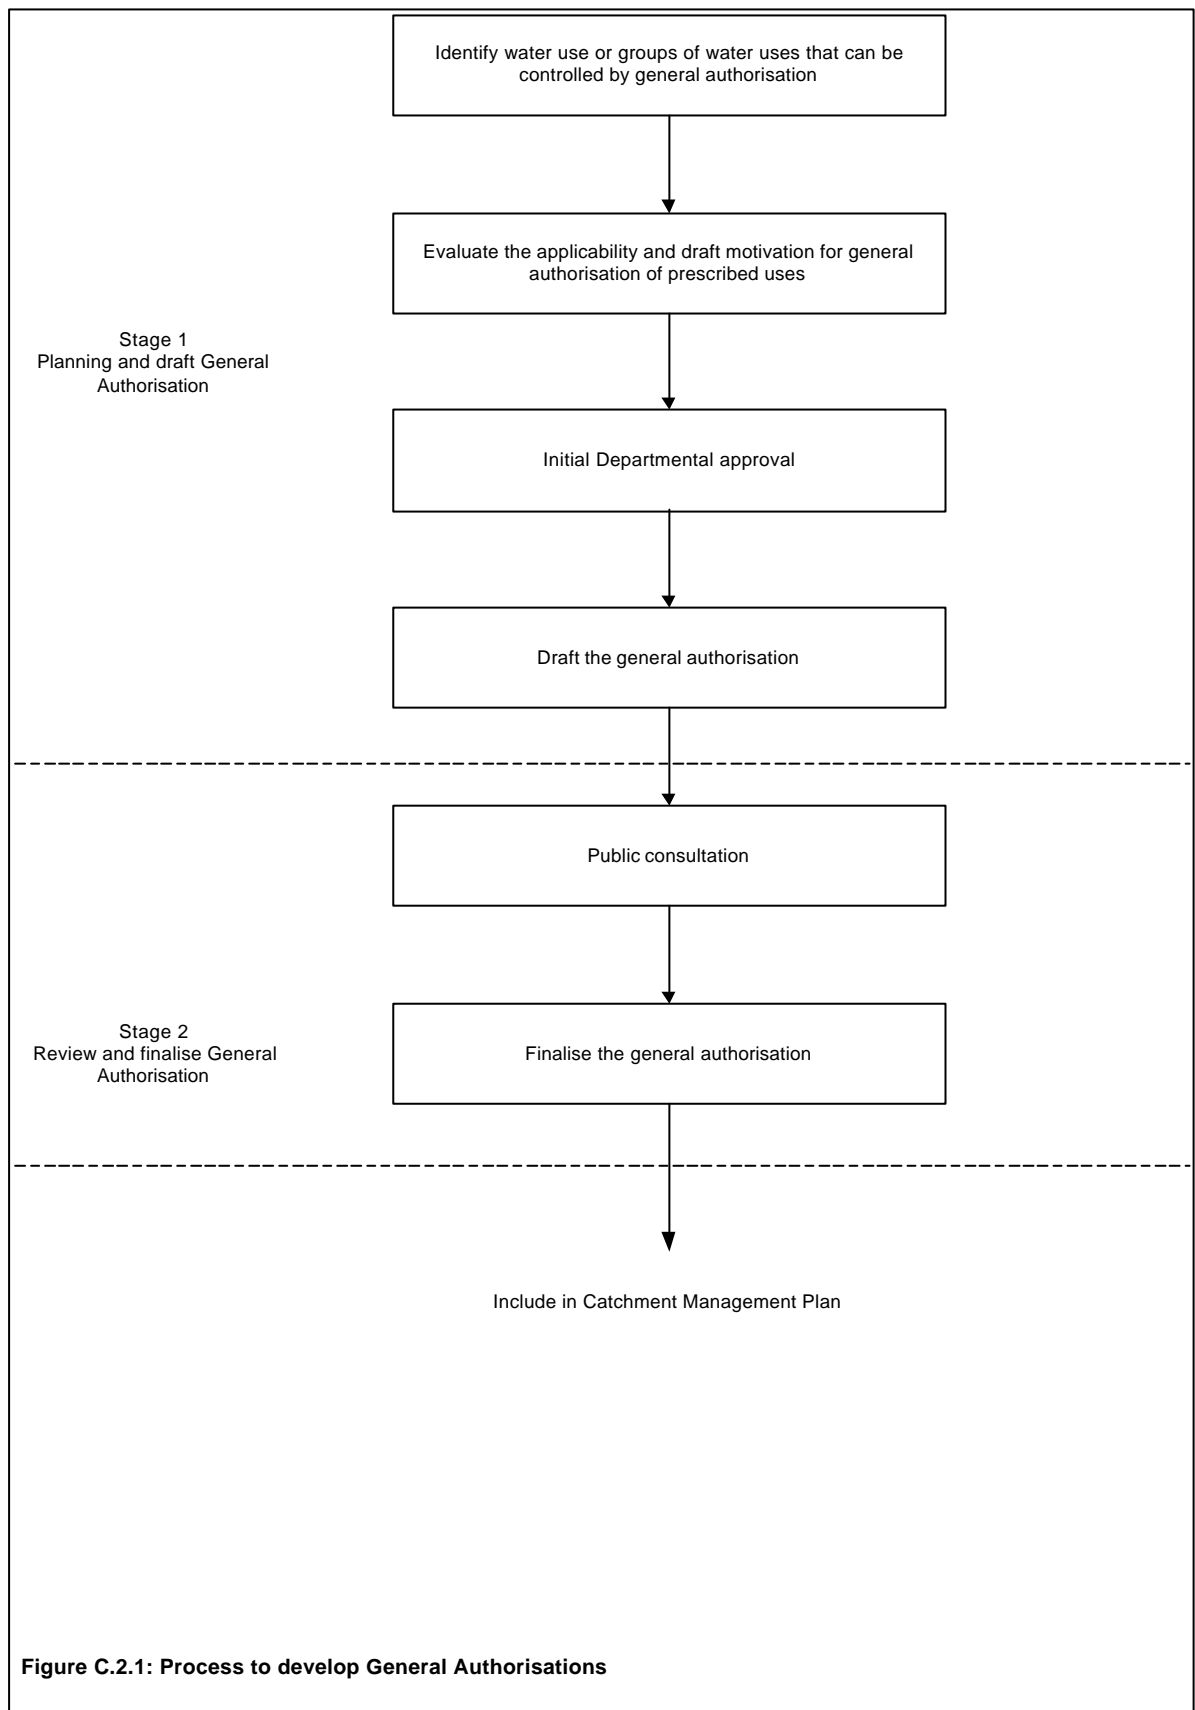 Identify water use or groups of water uses that can be
controlled by general authorisation
Evaluate the applicability and draft motivation for general
authorisation of prescribed uses
Stage 1
Planning and draft General
Authorisation
Initial Departmental approval
Draft the general authorisation
Public consultation
Stage 2
Review and finalise General
Authorisation
Finalise the general authorisation
Include in Catchment Management Plan
Figure C.2.1: Process to develop General Authorisations